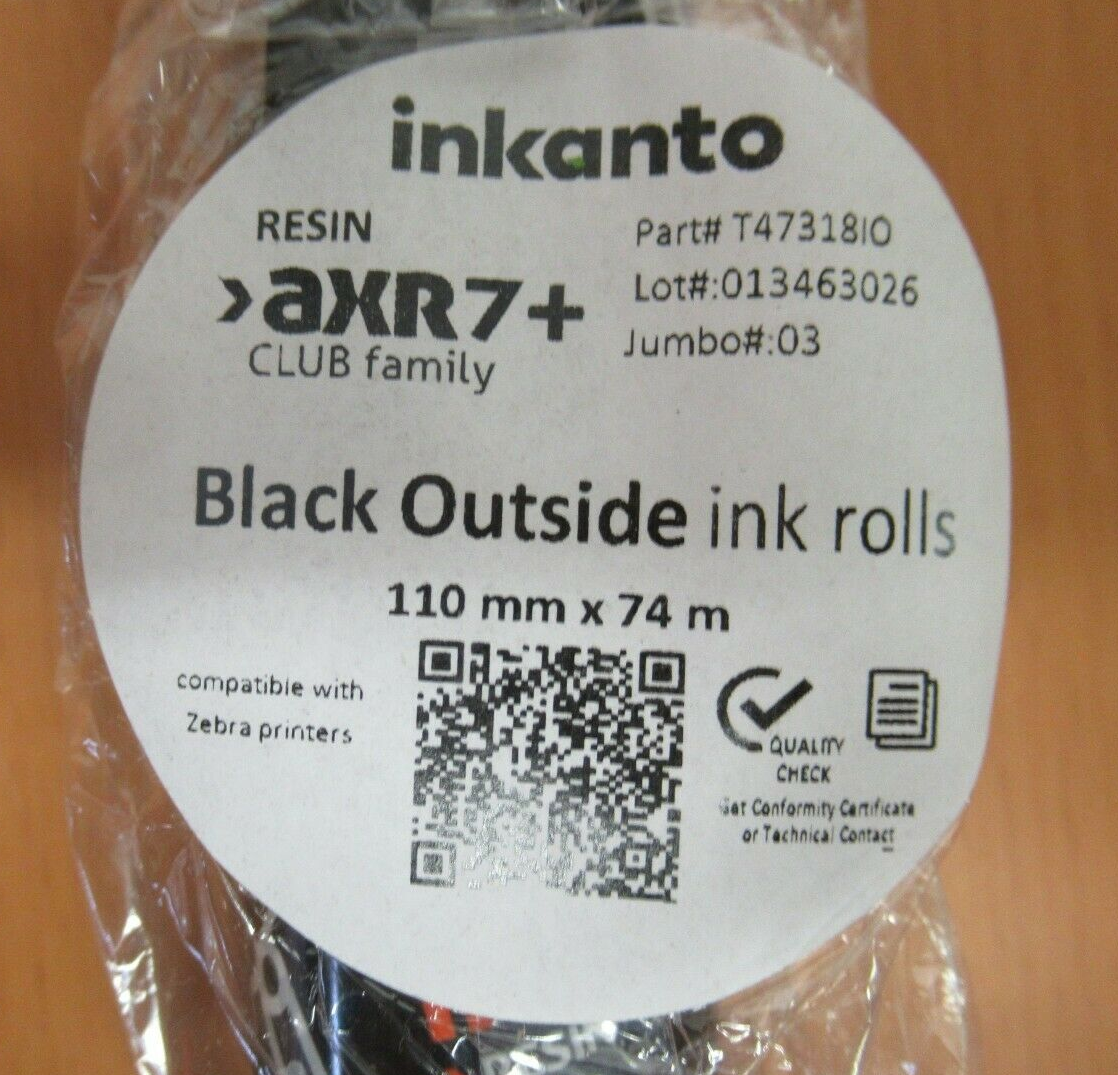 inkanto
RESIN
>aXR7+
CLUB family
Part# T47318IO
Lot#:013463026
Jumbo#:03
Black Outside ink rolls
110 mm x 74 m
compatible with
Zebra printers
QUALITY
CHECK
Get Conformity Certificate
or Technical Contact